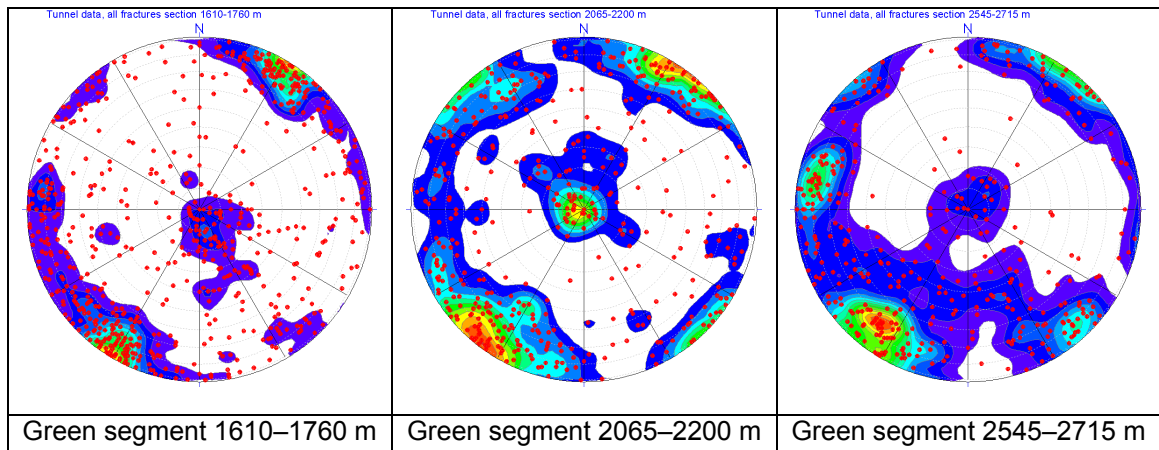 Tunnel data, all fractures section 1610-1760 m
N
Tunnel data, all fractures section 2065-2200 m
N
Tunnel data, all fractures section 2545-2715 m
N
Green segment 1610–1760 m
Green segment 2065–2200 m
Green segment 2545–2715 m